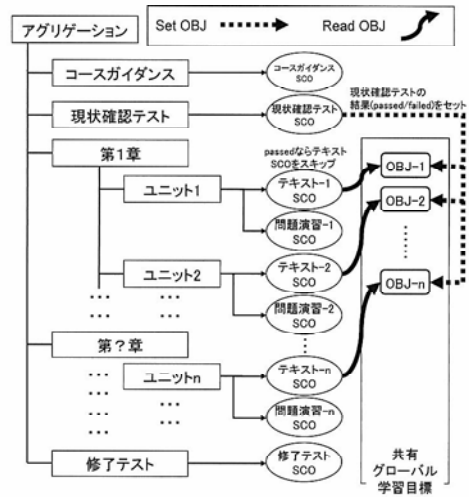 アグリゲーション
Set OBJ
Read OBJ
コースガイダンス
コースガイダンス
SCO
現状確認テスト
現状確認テスト
SCO
現状確認テストの
結果(passed/failed)をセット
第1章
passedならテキスト
SCOをスキップ
ユニット1
テキスト-1
SCO
OBJ-1
問題演習-1
SCO
OBJ-2
ユニット2
テキスト-2
SCO
OBJ-n
問題演習-2
SCO
第?章
ユニットn
テキスト-n
SCO
問題演習-n
SCO
修了テスト
修了テスト
SCO
共有
グローバル
学習目標